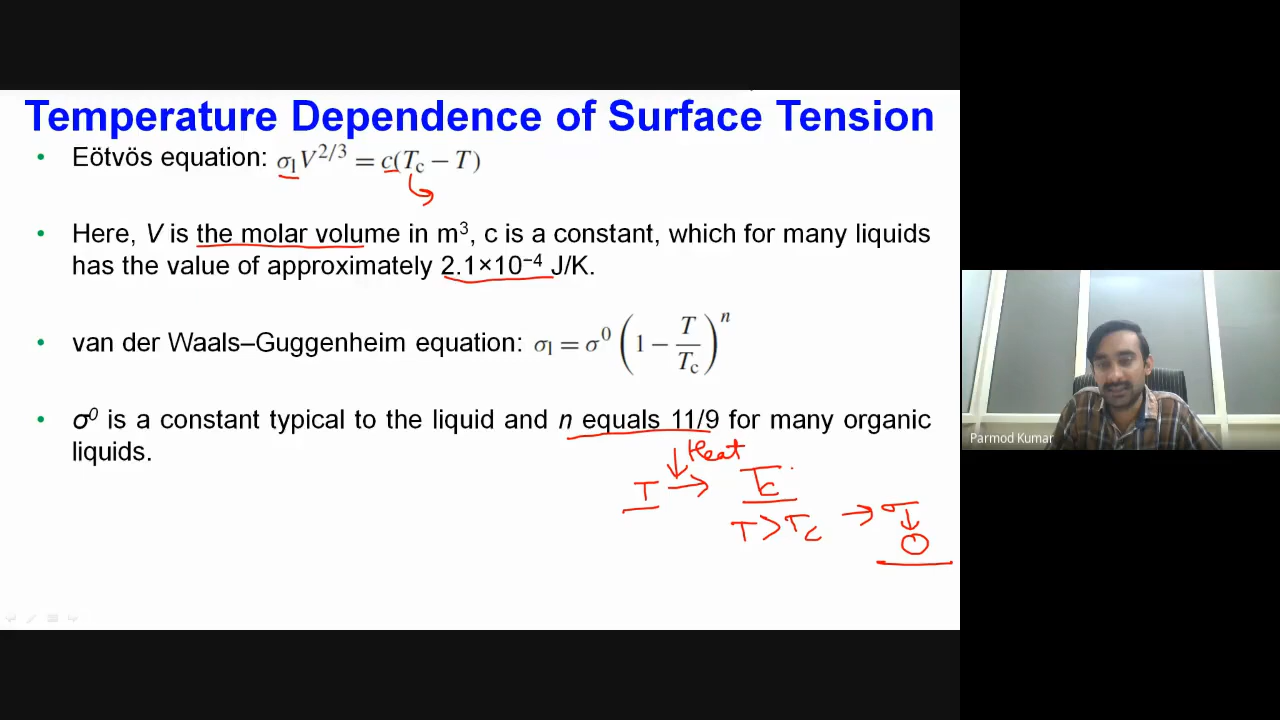 Temperature Dependence of Surface Tension
• Eötvös equation: σₗV^{2/3} = c(T_c − T)
• Here, V is the molar volume in m³, c is a constant, which for many liquids
has the value of approximately 2.1×10⁻⁴ J/K.
• van der Waals–Guggenheim equation: σₗ = σ⁰ (1 − T/T_c)ⁿ
• σ⁰ is a constant typical to the liquid and n equals 11/9 for many organic
liquids.
↓ Heat
T → T_c
T > T_c → σ
↓
0
Parmod Kumar